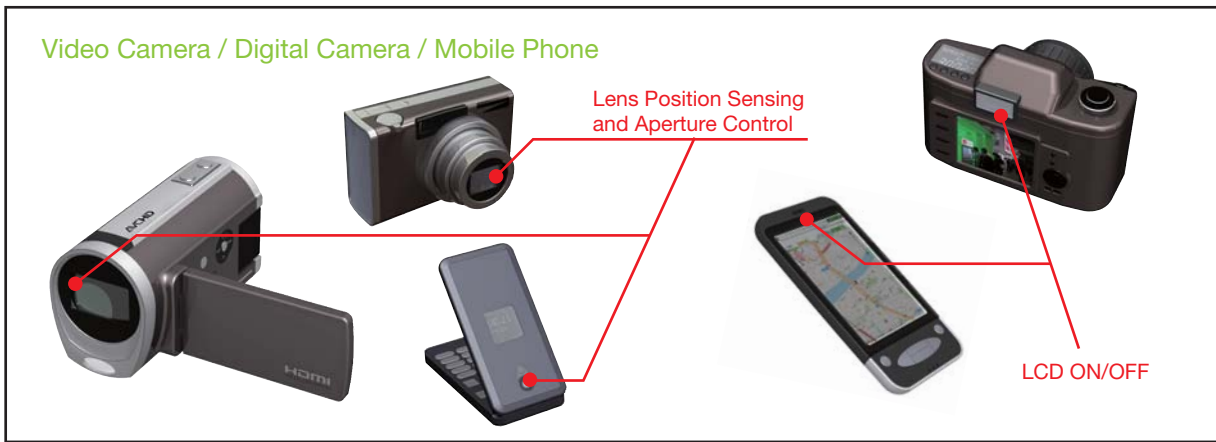 Video Camera / Digital Camera / Mobile Phone
Lens Position Sensing
and Aperture Control
AVCHD
HDMI
LCD ON/OFF